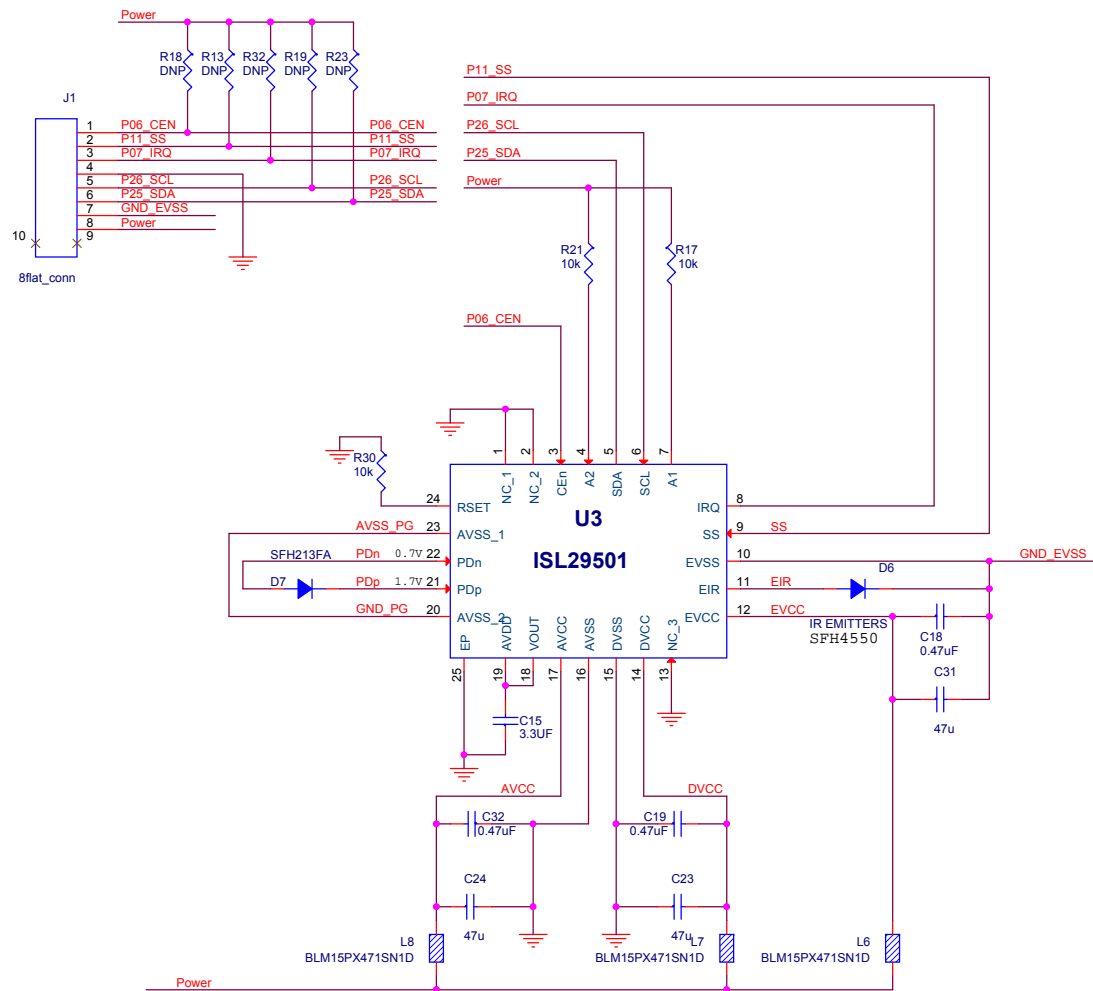 Power
R18 R13 R32 R19 R23
DNP DNP DNP DNP DNP
P11_SS
J1
P07_IRQ
1 P06_CEN P06_CEN P26_SCL
2 P11_SS P11_SS
3 P07_IRQ P07_IRQ P25_SDA
4
5 P26_SCL P26_SCL Power
6 P25_SDA P25_SDA
7 GND_EVSS
8 Power
10 9
8flat_conn
R21 R17
10k 10k
P06_CEN
1 2 3 4 5 6 7
R30
10k
NC_1 NC_2 CEn A2 SDA SCL A1
24 RSET IRQ 8
U3
AVSS_PG 23 AVSS_1 SS 9 SS
SFH213FA PDn 0.7V 22 PDn ISL29501 EVSS 10 GND_EVSS
D7 PDp 1.7V 21 PDp EIR 11 EIR D6
GND_PG 20 AVSS_2 EVCC 12 EVCC
IR EMITTERS
SFH4550
C18
0.47uF
EP AVDD VOUT AVCC AVSS DVSS DVCC NC_3
25 19 18 17 16 15 14 13
C31
47u
C15
3.3UF
AVCC DVCC
C32 C19
0.47uF 0.47uF
C24 C23
47u 47u
L8 L7 L6
BLM15PX471SN1D BLM15PX471SN1D BLM15PX471SN1D
Power